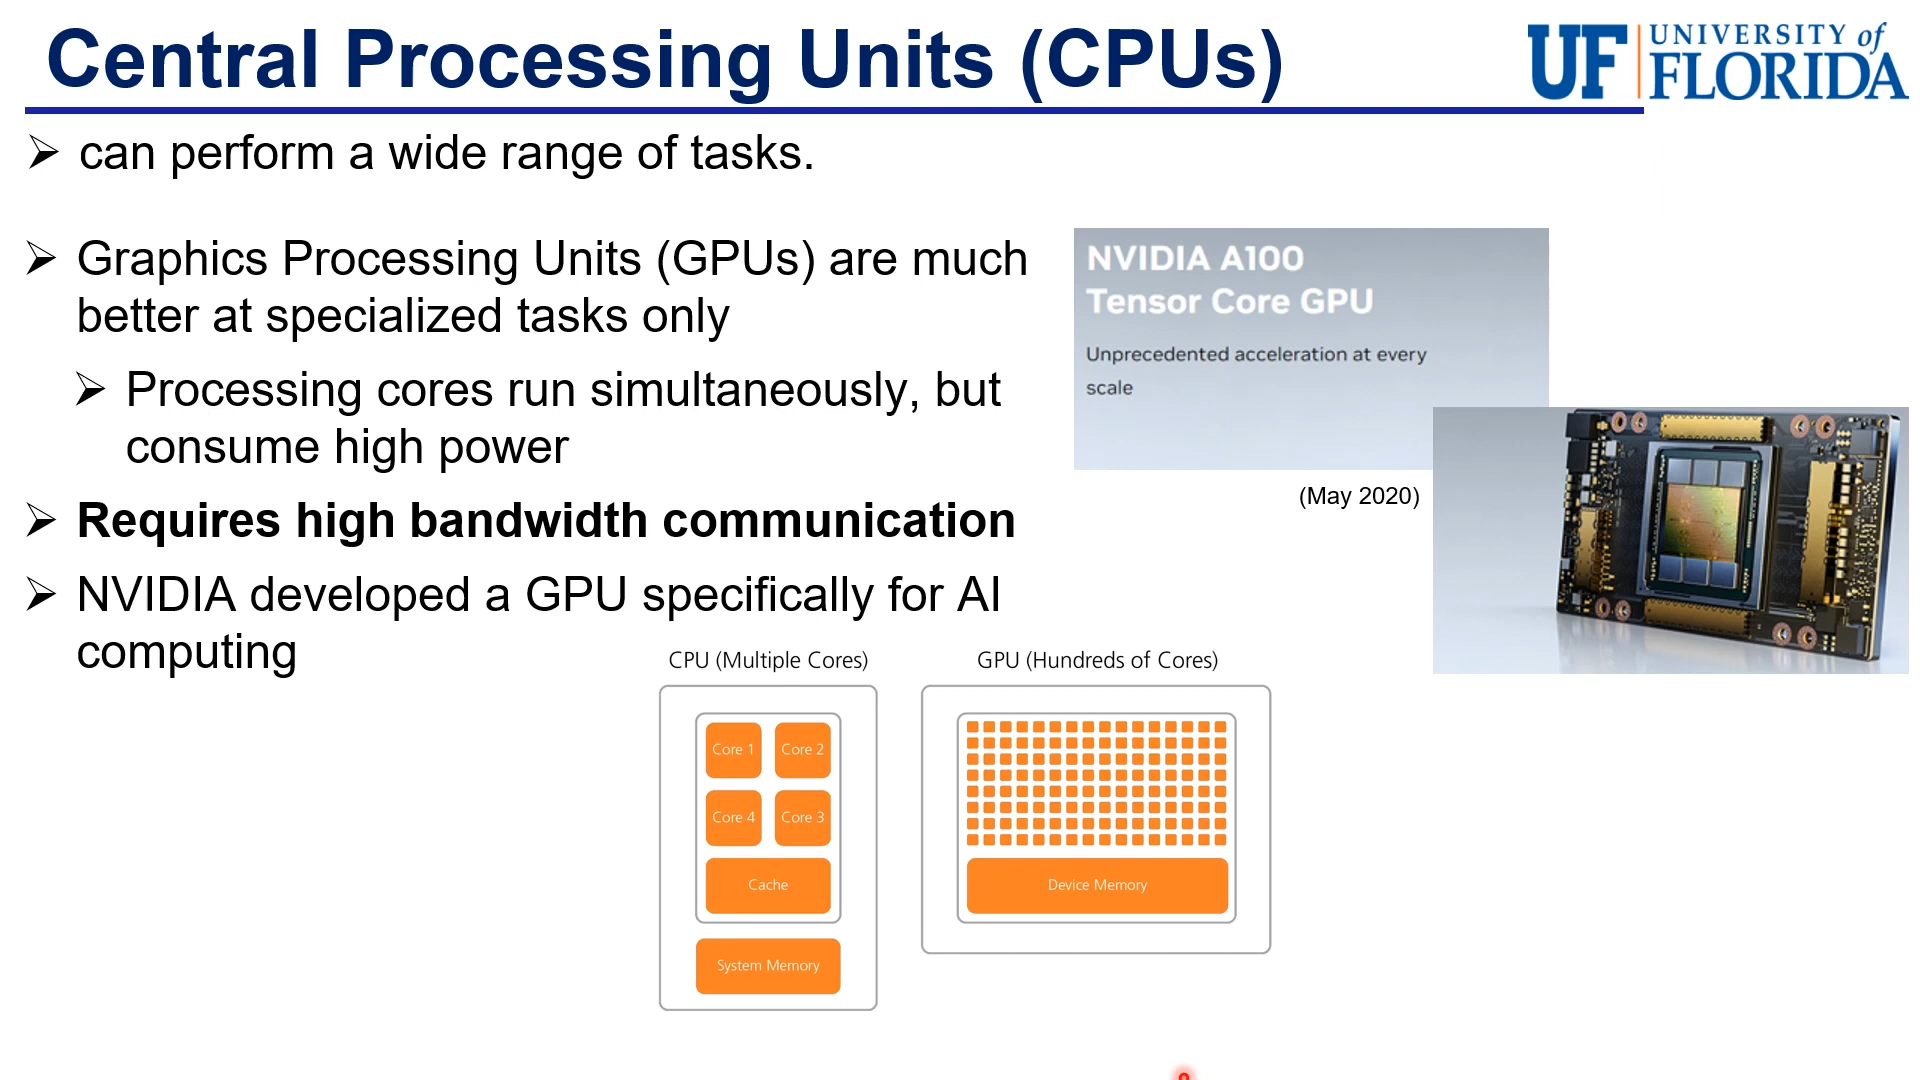 Central Processing Units (CPUs)
UF UNIVERSITY of
FLORIDA
can perform a wide range of tasks.
Graphics Processing Units (GPUs) are much
better at specialized tasks only
Processing cores run simultaneously, but
consume high power
Requires high bandwidth communication
NVIDIA developed a GPU specifically for AI
computing
NVIDIA A100
Tensor Core GPU
Unprecedented acceleration at every
scale
(May 2020)
CPU (Multiple Cores)
Core 1 Core 2
Core 4 Core 3
Cache
System Memory
GPU (Hundreds of Cores)
Device Memory